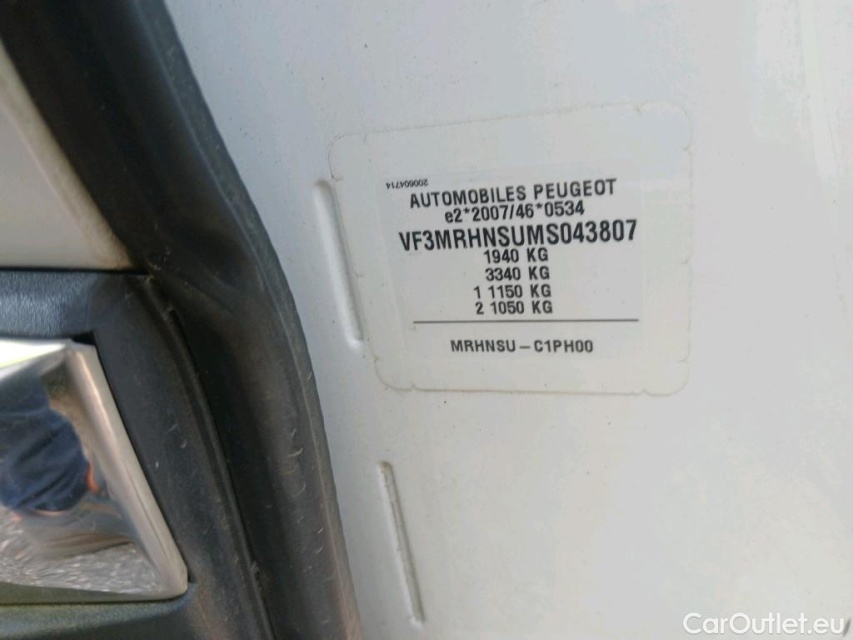 200604714
AUTOMOBILES PEUGEOT
e2*2007/46*0534
VF3MRHNSUMS043807
1940 KG
3340 KG
1 1150 KG
2 1050 KG
MRHNSU-C1PH00
CarOutlet.eu